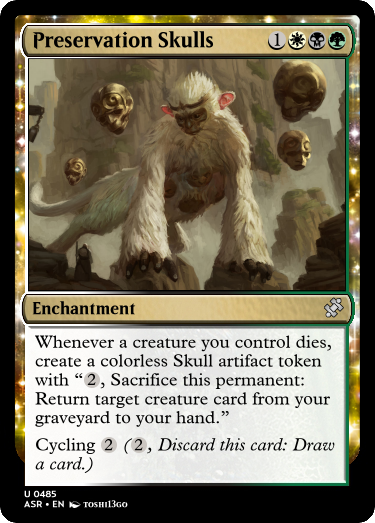 Preservation Skulls 1
Enchantment
Whenever a creature you control dies,
create a colorless Skull artifact token
with “2, Sacrifice this permanent:
Return target creature card from your
graveyard to your hand.”
Cycling 2 (2, Discard this card: Draw
a card.)
U 0485
ASR • EN TOSHI13GO